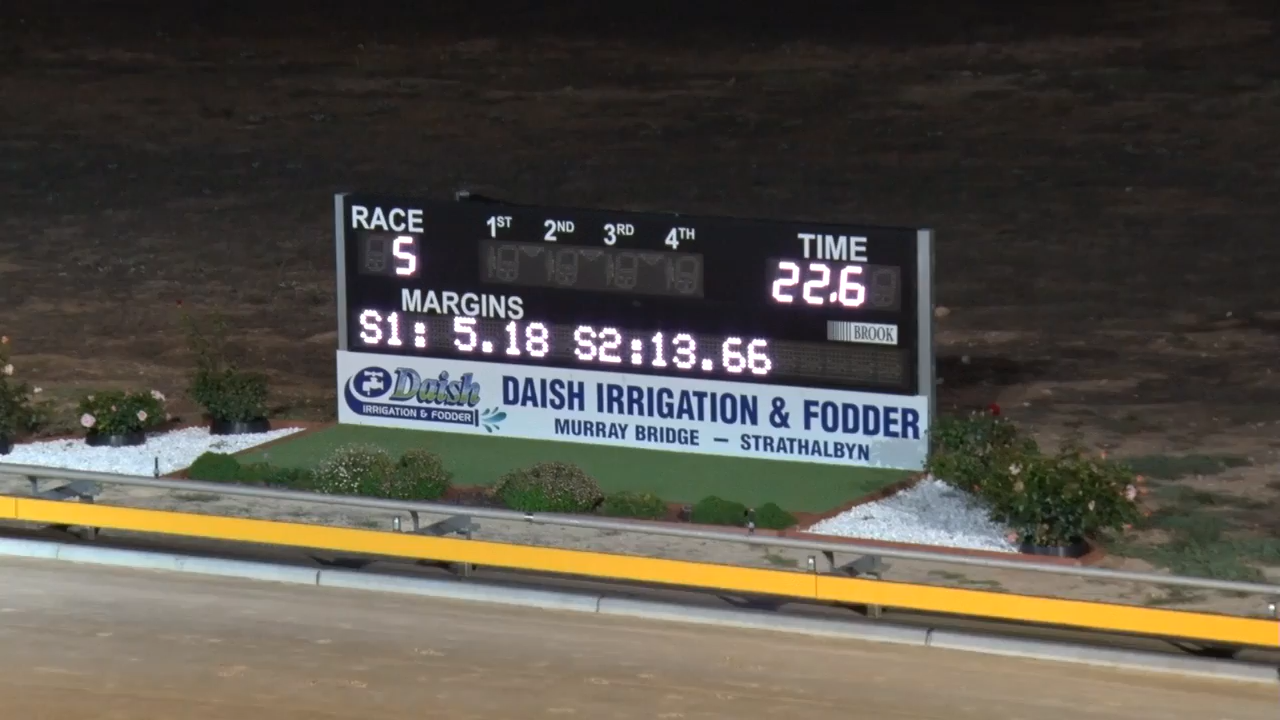 RACE 1ST 2ND 3RD 4TH TIME
5 22.6
MARGINS
BROOK
S1: 5.18 S2:13.66
Daish
IRRIGATION & FODDER
DAISH IRRIGATION & FODDER
MURRAY BRIDGE — STRATHALBYN